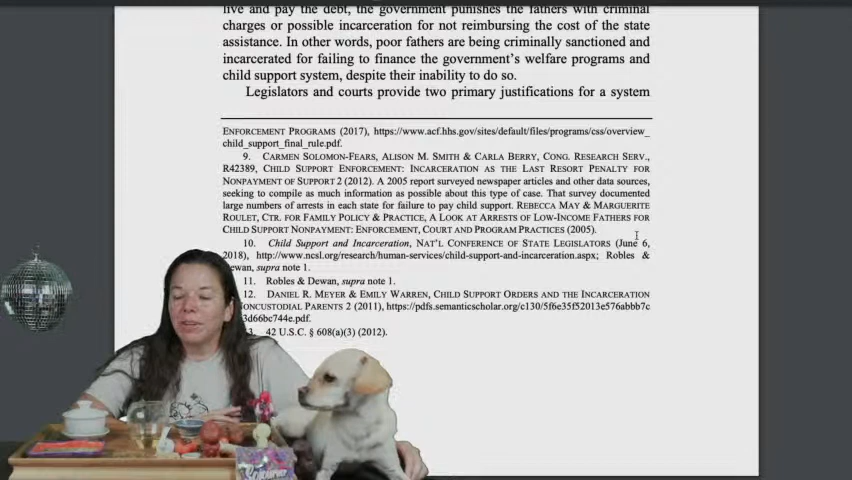 live and pay the debt, the government punishes the fathers with criminal
charges or possible incarceration for not reimbursing the cost of the state
assistance. In other words, poor fathers are being criminally sanctioned and
incarcerated for failing to finance the government's welfare programs and
child support system, despite their inability to do so.
Legislators and courts provide two primary justifications for a system
ENFORCEMENT PROGRAMS (2017), https://www.acf.hhs.gov/sites/default/files/programs/css/overview_
child_support_final_rule.pdf.
9. CARMEN SOLOMON-FEARS, ALISON M. SMITH & CARLA BERRY, CONG. RESEARCH SERV.,
R42389, CHILD SUPPORT ENFORCEMENT: INCARCERATION AS THE LAST RESORT PENALTY FOR
NONPAYMENT OF SUPPORT 2 (2012). A 2005 report surveyed newspaper articles and other data sources,
seeking to compile as much information as possible about this type of case. That survey documented
large numbers of arrests in each state for failure to pay child support. REBECCA MAY & MARGUERITE
ROULET, CTR. FOR FAMILY POLICY & PRACTICE, A LOOK AT ARRESTS OF LOW-INCOME FATHERS FOR
CHILD SUPPORT NONPAYMENT: ENFORCEMENT, COURT AND PROGRAM PRACTICES (2005).
10. Child Support and Incarceration, NAT'L CONFERENCE OF STATE LEGISLATORS (June 6,
2018), http://www.ncsl.org/research/human-services/child-support-and-incarceration.aspx; Robles &
ewan, supra note 1.
11. Robles & Dewan, supra note 1.
12. DANIEL R. MEYER & EMILY WARREN, CHILD SUPPORT ORDERS AND THE INCARCERATION
ONCUSTODIAL PARENTS 2 (2011), https://pdfs.semanticscholar.org/c130/5f6e35f52013e576abbb7c
3d66bc744e.pdf.
42 U.S.C. § 608(a)(3) (2012).